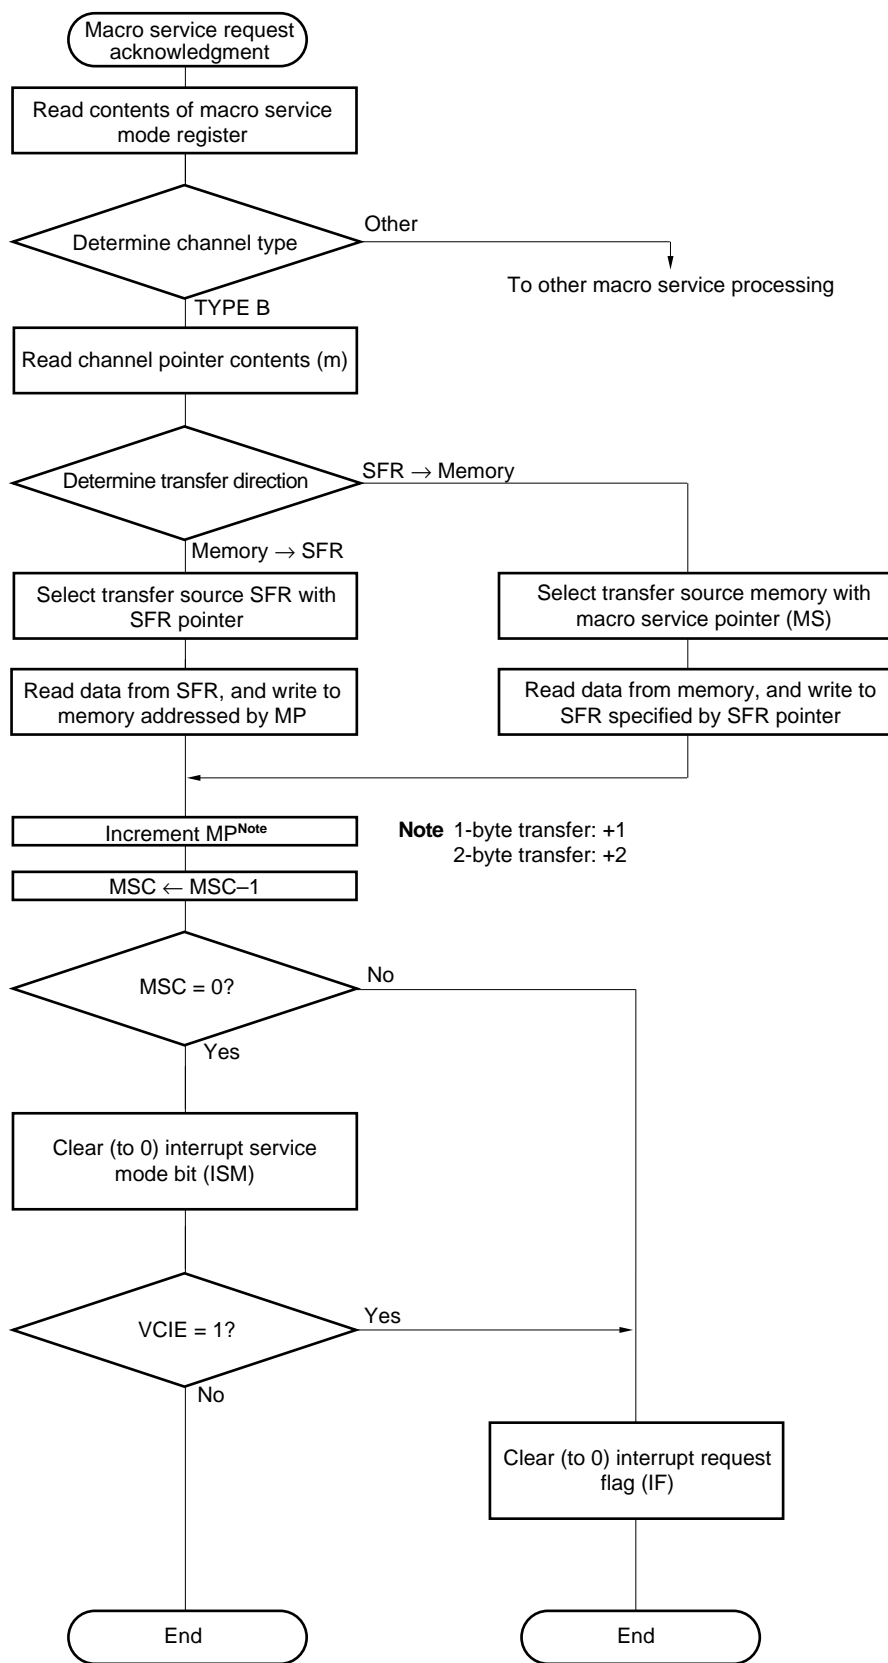 Macro service request
acknowledgment
Read contents of macro service
mode register
Determine channel type
Other
To other macro service processing
TYPE B
Read channel pointer contents (m)
Determine transfer direction
SFR → Memory
Memory → SFR
Select transfer source SFR with
SFR pointer
Select transfer source memory with
macro service pointer (MS)
Read data from SFR, and write to
memory addressed by MP
Read data from memory, and write to
SFR specified by SFR pointer
Increment MPNote
Note 1-byte transfer: +1
2-byte transfer: +2
MSC ← MSC–1
MSC = 0?
No
Yes
Clear (to 0) interrupt service
mode bit (ISM)
VCIE = 1?
Yes
No
Clear (to 0) interrupt request
flag (IF)
End
End